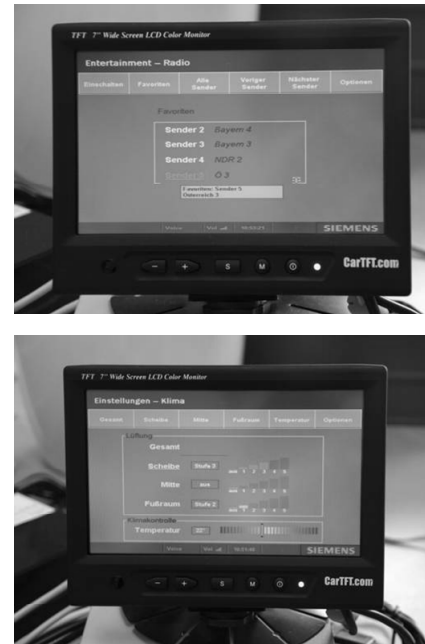 TFT 7" Wide Screen LCD Color Monitor
Entertainment – Radio
Einschalten Favoriten Alle Sender Voriger Sender Nächster Sender Optionen
Favoriten
Sender 2 Bayern 4
Sender 3 Bayern 3
Sender 4 NDR 2
Sender 5 Ö 3
Favoriten: Sender 5
Österreich 3
SIEMENS
− + S M
CarTFT.com
TFT 7" Wide Screen LCD Color Monitor
Einstellungen – Klima
Gesamt Scheibe Mitte Fußraum Temperatur Optionen
Lüftung
Gesamt
Scheibe
Mitte aus
Fußraum Stufe 2
Klimakontrolle
Temperatur
SIEMENS
− + S M
CarTFT.com